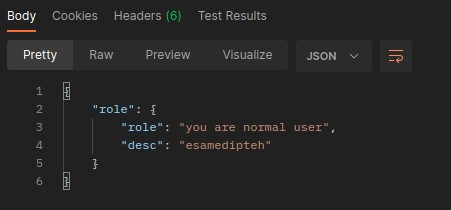 Body Cookies Headers (6) Test Results
Pretty Raw Preview Visualize JSON
1 {
2 "role": {
3 "role": "you are normal user",
4 "desc": "esamedipteh"
5 }
6 }